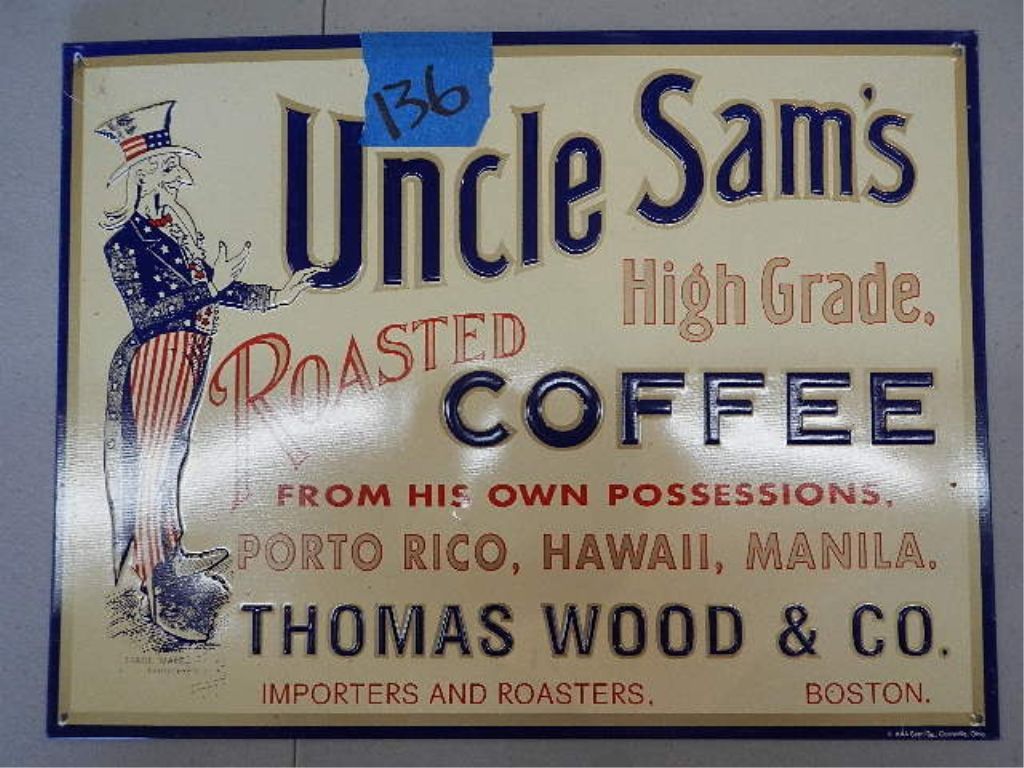 136
Uncle Sam's
High Grade.
ROASTED
COFFEE
FROM HIS OWN POSSESSIONS.
PORTO RICO, HAWAII, MANILA.
THOMAS WOOD & CO.
IMPORTERS AND ROASTERS. BOSTON.